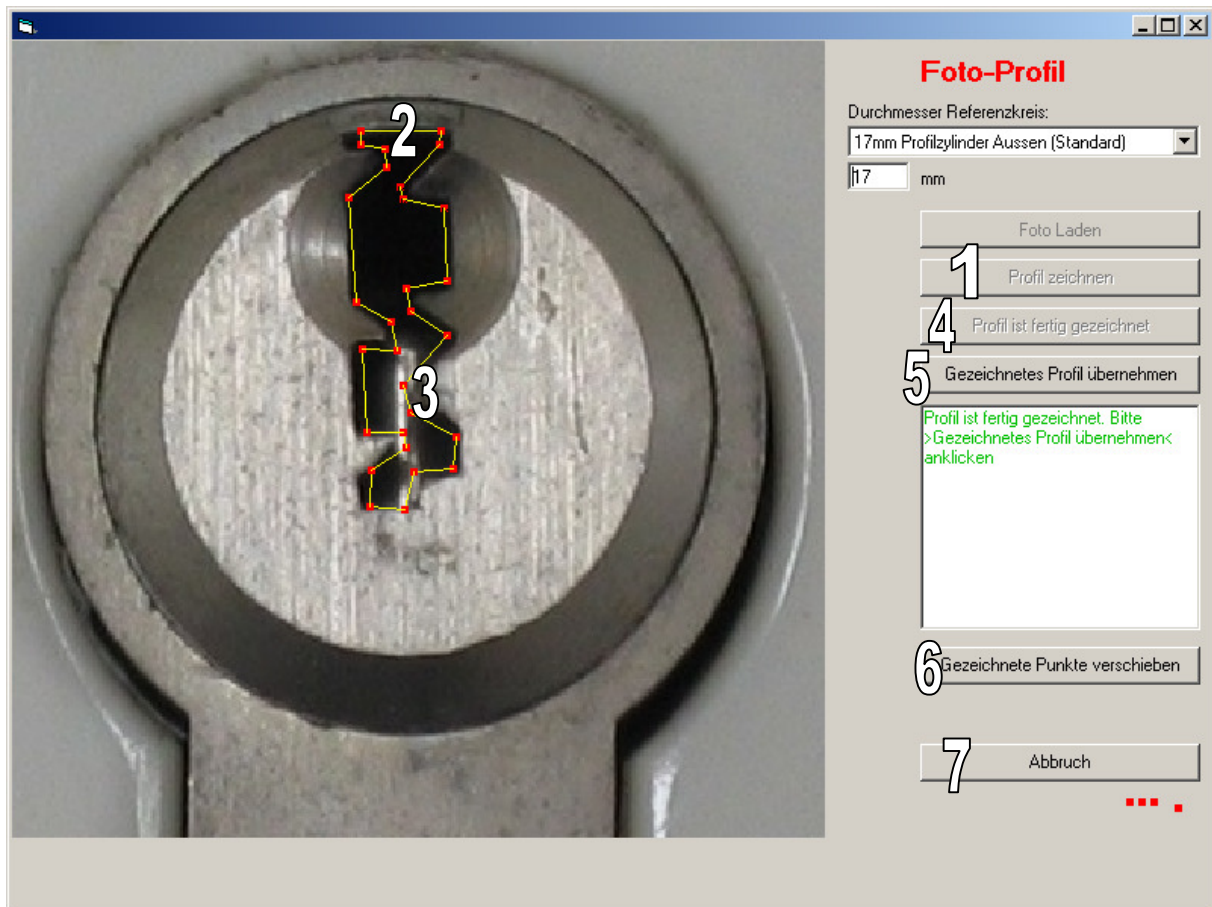 Foto-Profil
Durchmesser Referenzkreis:
17mm Profilzylinder Aussen (Standard)
17 mm
Foto Laden
1
Profil zeichnen
4
Profil ist fertig gezeichnet
5
Gezeichnetes Profil übernehmen
Profil ist fertig gezeichnet. Bitte
>Gezeichnetes Profil übernehmen<
anklicken
6
Gezeichnete Punkte verschieben
7
Abbruch
2
3